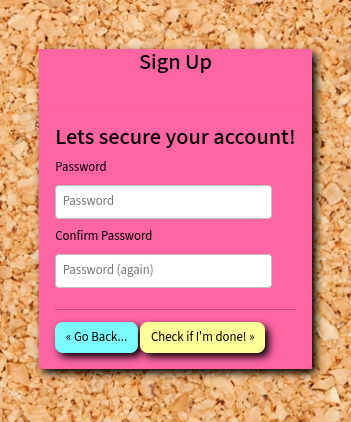 Sign Up
Lets secure your account!
Password
Password
Confirm Password
Password (again)
« Go Back...
Check if I'm done! »